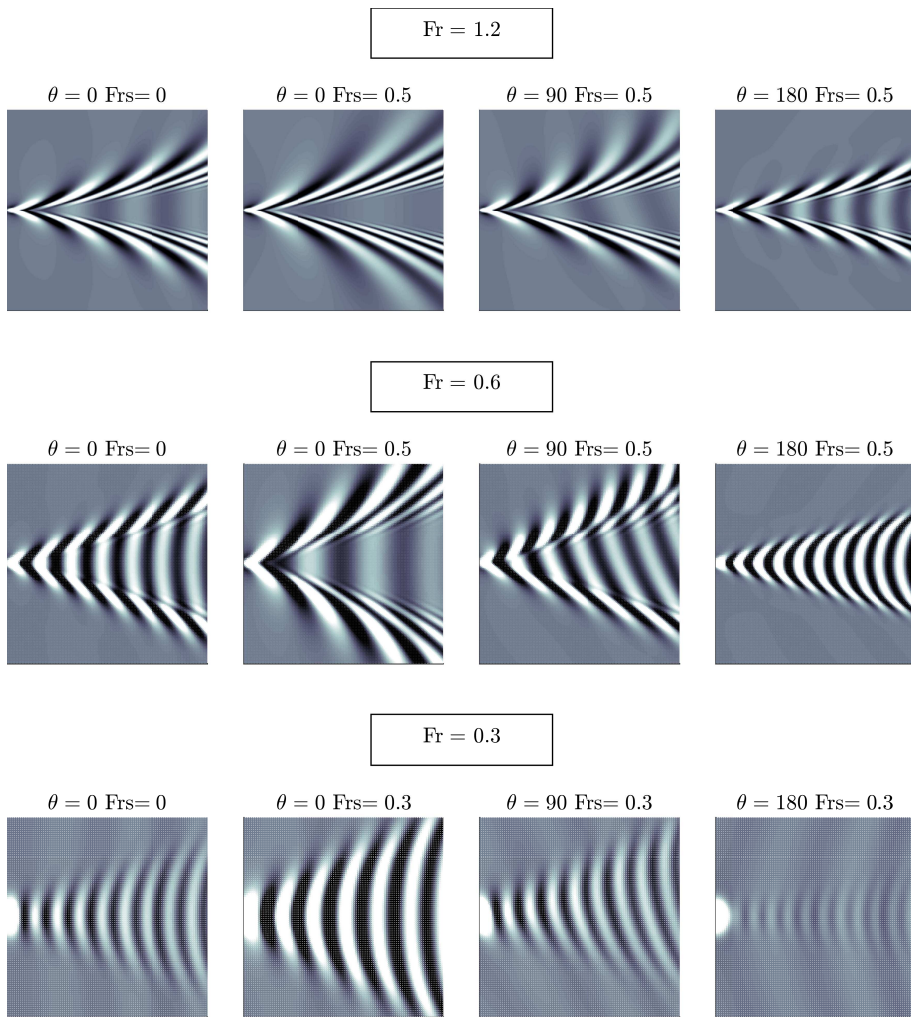 Fr = 1.2
θ = 0 Frs= 0 θ = 0 Frs= 0.5 θ = 90 Frs= 0.5 θ = 180 Frs= 0.5
Fr = 0.6
θ = 0 Frs= 0 θ = 0 Frs= 0.5 θ = 90 Frs= 0.5 θ = 180 Frs= 0.5
Fr = 0.3
θ = 0 Frs= 0 θ = 0 Frs= 0.3 θ = 90 Frs= 0.3 θ = 180 Frs= 0.3